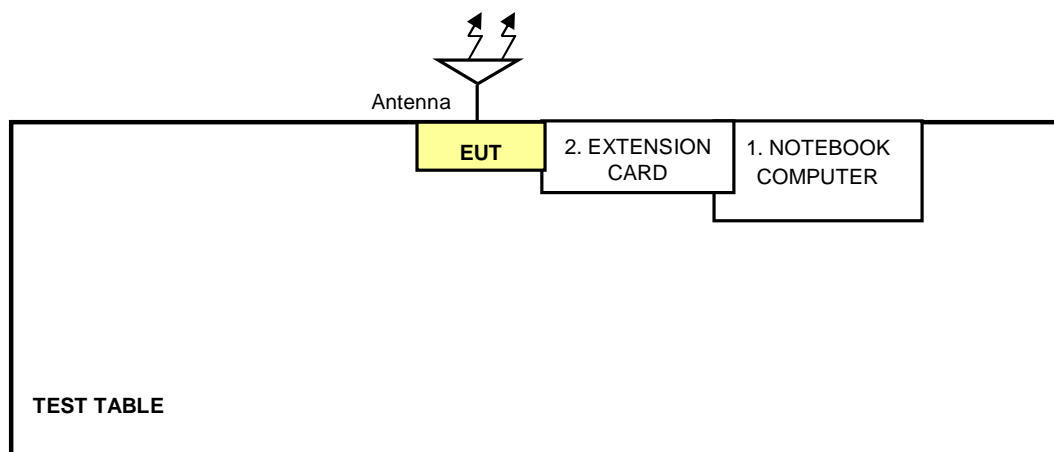 Antenna
EUT
2. EXTENSION
CARD
1. NOTEBOOK
COMPUTER
TEST TABLE